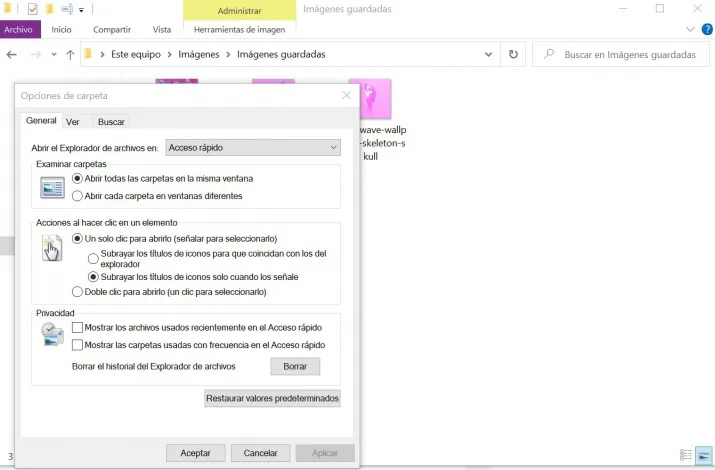 Administrar
Imágenes guardadas
Archivo
Inicio
Compartir
Vista
Herramientas de imagen
Este equipo > Imágenes > Imágenes guardadas
Buscar en Imágenes guardadas
wave-wallp
-skeleton-s
kull
Opciones de carpeta
General
Ver
Buscar
Abrir el Explorador de archivos en:
Acceso rápido
Examinar carpetas
Abrir todas las carpetas en la misma ventana
Abrir cada carpeta en ventanas diferentes
Acciones al hacer clic en un elemento
Un solo clic para abrirlo (señalar para seleccionarlo)
Subrayar los títulos de iconos para que coincidan con los del
explorador
Subrayar los títulos de iconos solo cuando los señale
Doble clic para abrirlo (un clic para seleccionarlo)
Privacidad
Mostrar los archivos usados recientemente en el Acceso rápido
Mostrar las carpetas usadas con frecuencia en el Acceso rápido
Borrar el historial del Explorador de archivos
Borrar
Restaurar valores predeterminados
Aceptar
Cancelar
Aplicar
3